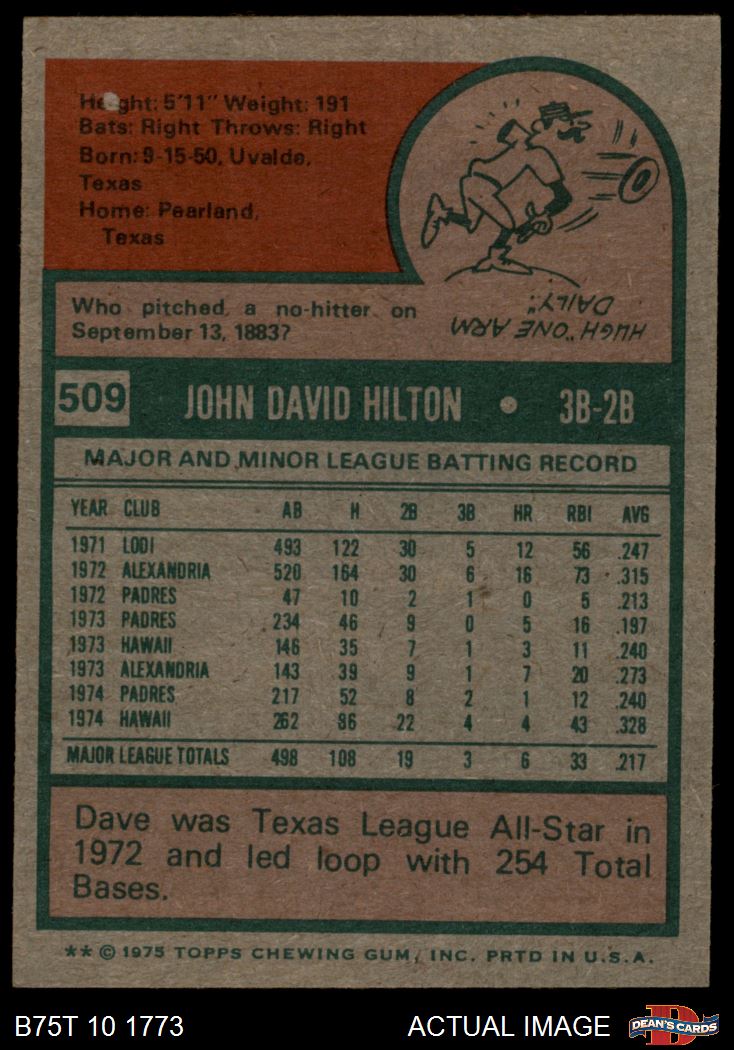 Height: 5'11" Weight: 191
Bats: Right Throws: Right
Born: 9-15-50, Uvalde,
Texas
Home: Pearland,
Texas
Who pitched a no-hitter on
September 13, 1883?
HUGH "ONE ARM
DAILY".
509 JOHN DAVID HILTON • 3B-2B
MAJOR AND MINOR LEAGUE BATTING RECORD
YEAR CLUB AB H 2B 3B HR RBI AVG
1971 LODI 493 122 30 5 12 56 .247
1972 ALEXANDRIA 520 164 30 6 16 73 .315
1972 PADRES 47 10 2 1 0 5 .213
1973 PADRES 234 46 9 0 5 16 .197
1973 HAWAII 146 35 7 1 3 11 .240
1973 ALEXANDRIA 143 39 9 1 7 20 .273
1974 PADRES 217 52 8 2 1 12 .240
1974 HAWAII 262 86 22 4 4 43 .328
MAJOR LEAGUE TOTALS 498 108 19 3 6 33 .217
Dave was Texas League All-Star in
1972 and led loop with 254 Total
Bases.
** © 1975 TOPPS CHEWING GUM, INC. PRTD IN U.S.A.
B75T 10 1773 ACTUAL IMAGE D DEAN'S CARDS